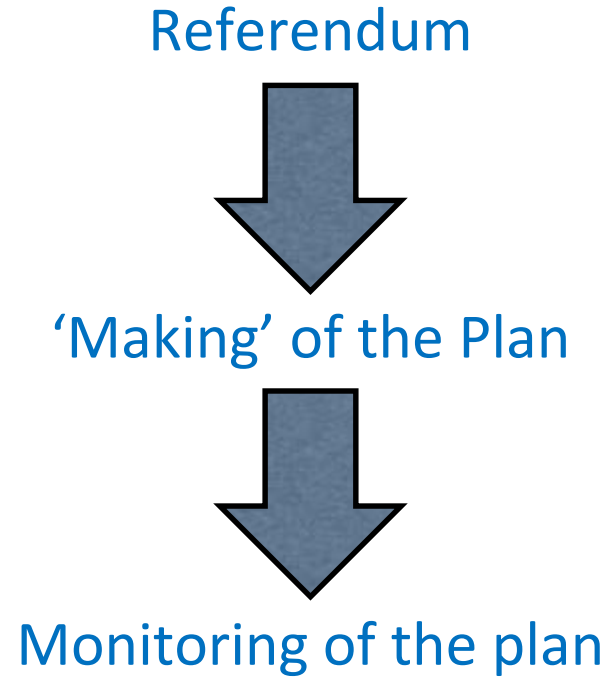 Referendum
‘Making’ of the Plan
Monitoring of the plan